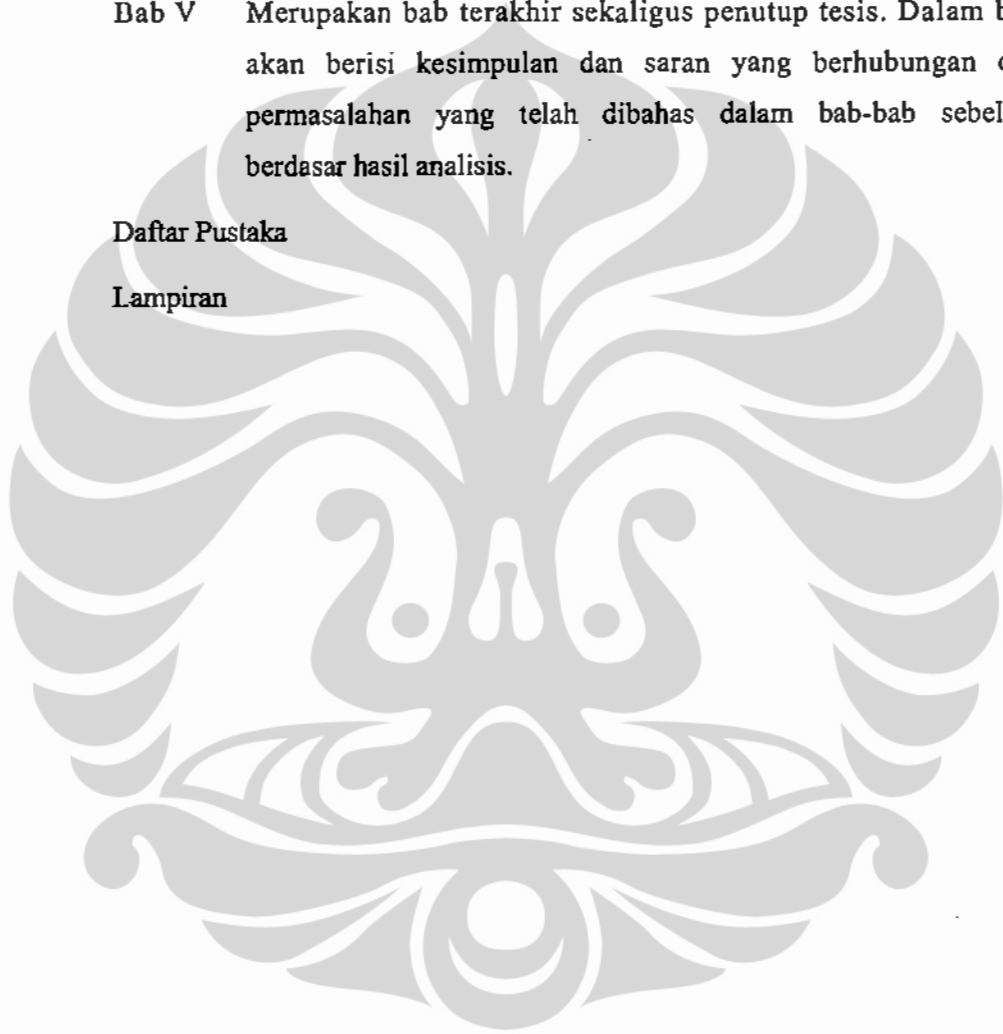 Bab V Merupakan bab terakhir sekaligus penutup tesis. Dalam
akan berisi kesimpulan dan saran yang berhubungan
permasalahan yang telah dibahas dalam bab-bab
berdasar hasil analisis.
Daftar Pustaka
Lampiran